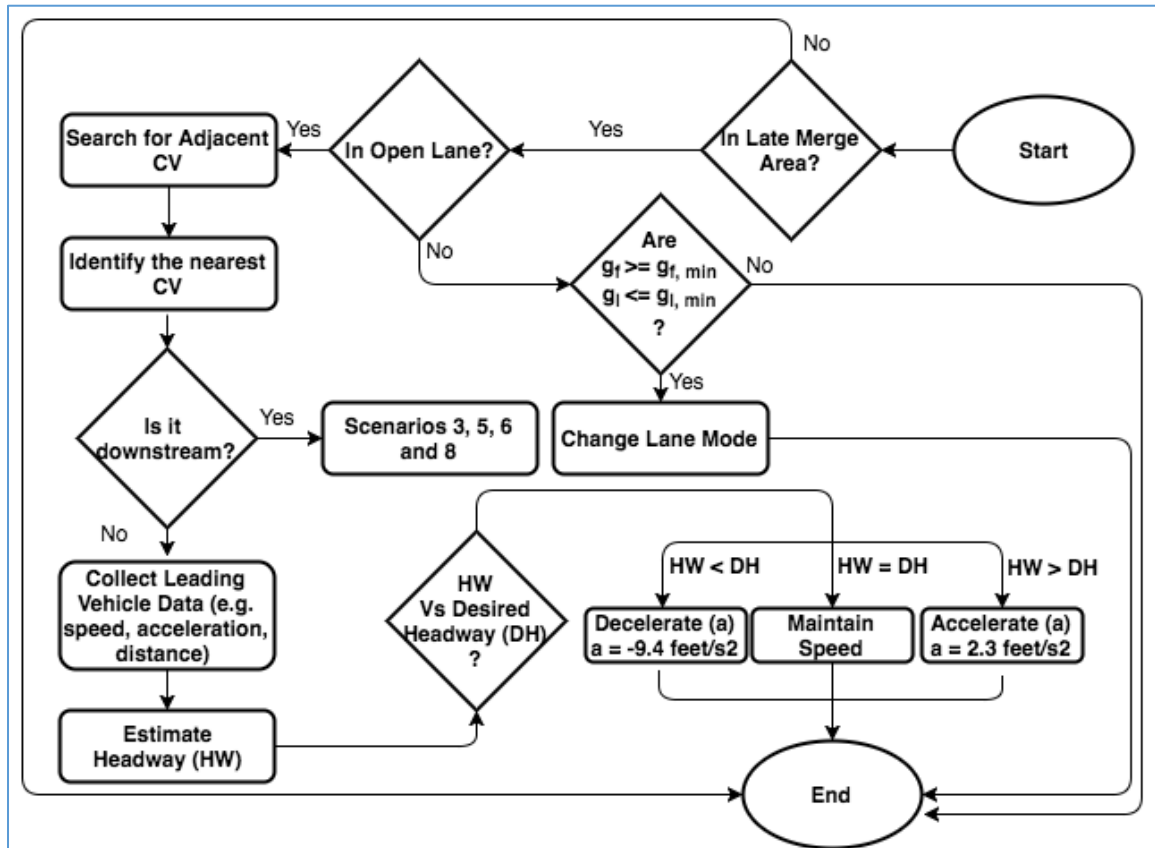 Start
In Late Merge
Area?
No
Yes
In Open Lane?
Yes
No
Search for Adjacent
CV
Identify the nearest
CV
Is it
downstream?
Yes
No
Scenarios 3, 5, 6
and 8
Are
gf >= gf, min
gl <= gl, min
?
No
Yes
Change Lane Mode
Collect Leading
Vehicle Data (e.g.
speed, acceleration,
distance)
Estimate
Headway (HW)
HW
Vs Desired
Headway (DH)
?
HW < DH
HW = DH
HW > DH
Decelerate (a)
a = -9.4 feet/s2
Maintain
Speed
Accelerate (a)
a = 2.3 feet/s2
End